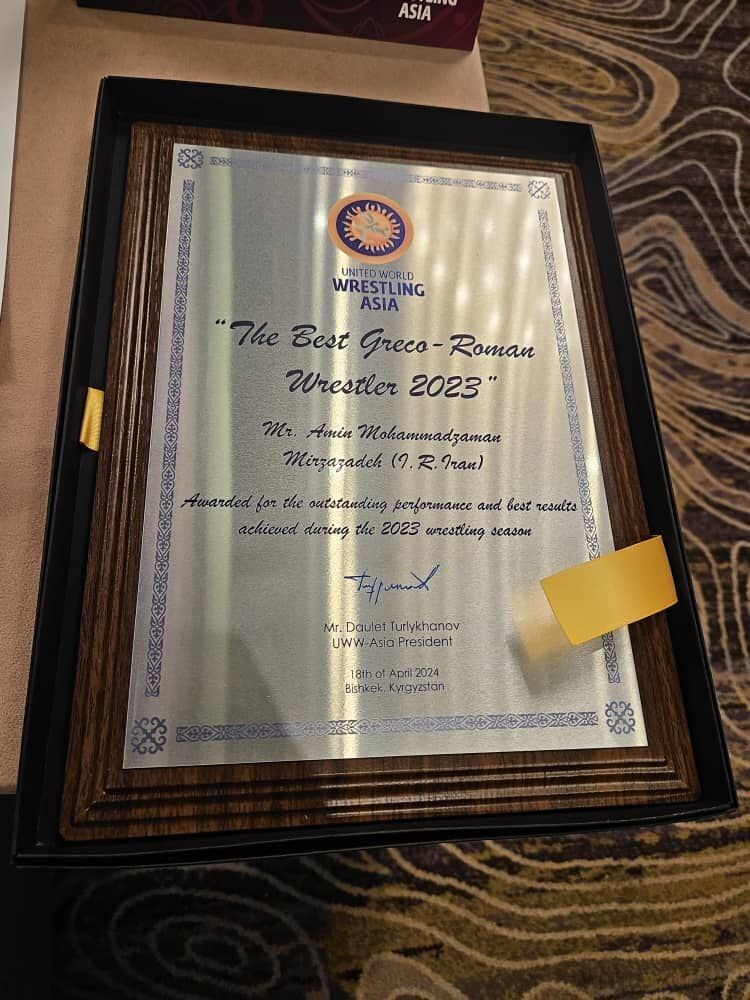 ASIA
UNITED WORLD
WRESTLING
ASIA
“The Best Greco-Roman
Wrestler 2023”
Mr. Amin Mohammadzaman
Mirzazadeh (I.R.Iran)
Awarded for the outstanding performance and best results
achieved during the 2023 wrestling season
Mr. Daulet Turlykhanov
UWW-Asia President
18th of April 2024
Bishkek, Kyrgyzstan